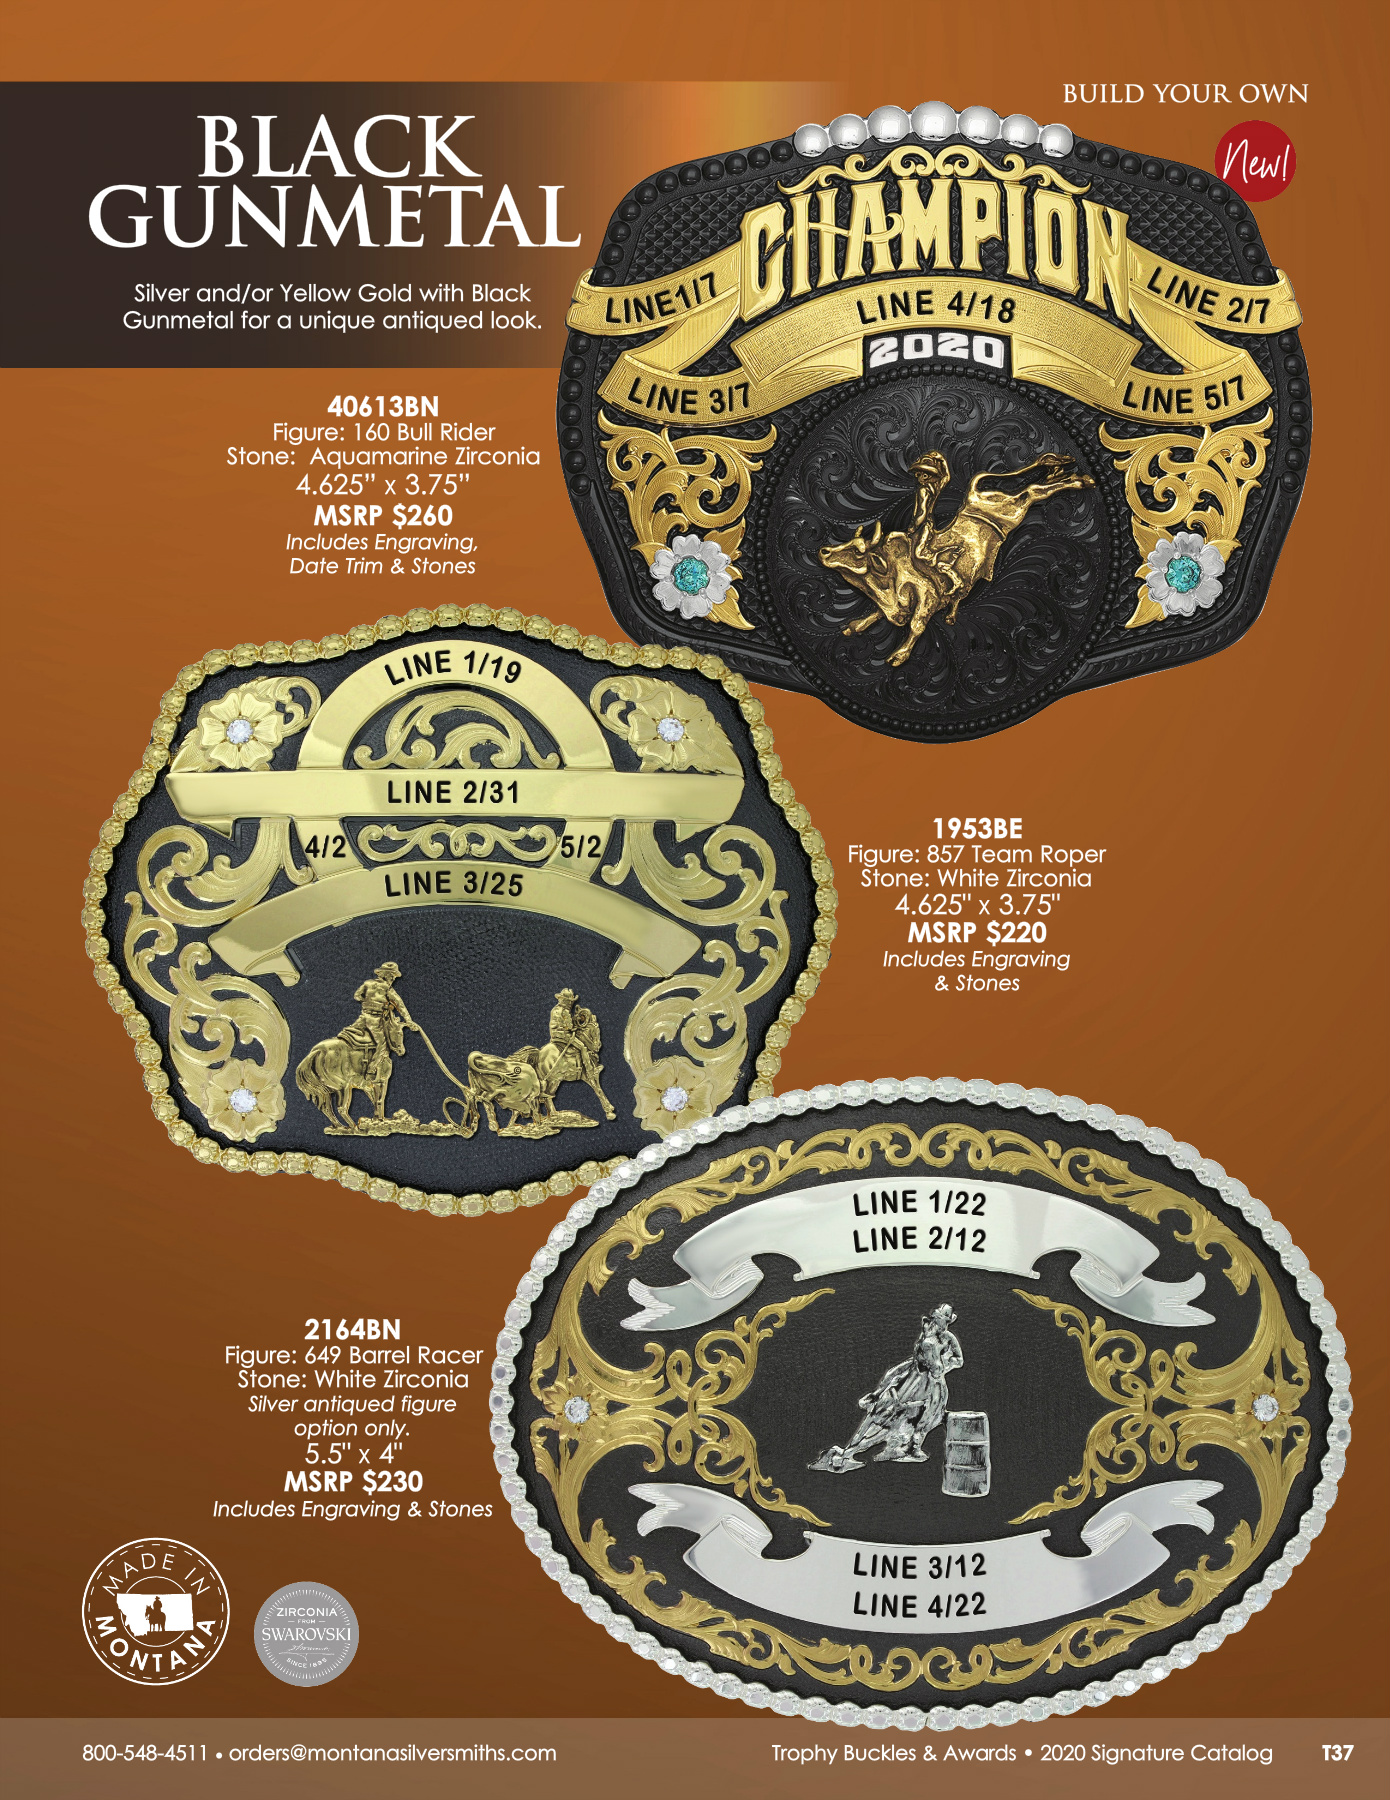 BUILD YOUR OWN
BLACK
GUNMETAL
Silver and/or Yellow Gold with Black
Gunmetal for a unique antiqued look.
New!
CHAMPION
LINE1/7
LINE 2/7
LINE 4/18
2020
LINE 3/7
LINE 5/7
40613BN
Figure: 160 Bull Rider
Stone:  Aquamarine Zirconia
4.625” x 3.75”
MSRP $260
Includes Engraving,
Date Trim & Stones
LINE 1/19
LINE 2/31
4/2
5/2
LINE 3/25
1953BE
Figure: 857 Team Roper
Stone: White Zirconia
4.625" x 3.75"
MSRP $220
Includes Engraving
& Stones
LINE 1/22
LINE 2/12
LINE 3/12
LINE 4/22
2164BN
Figure: 649 Barrel Racer
Stone: White Zirconia
Silver antiqued figure
option only.
5.5" x 4"
MSRP $230
Includes Engraving & Stones
MADE IN
MONTANA
ZIRCONIA
FROM
SWAROVSKI
SINCE 1895
800-548-4511 • orders@montanasilversmiths.com
Trophy Buckles & Awards • 2020 Signature Catalog
T37